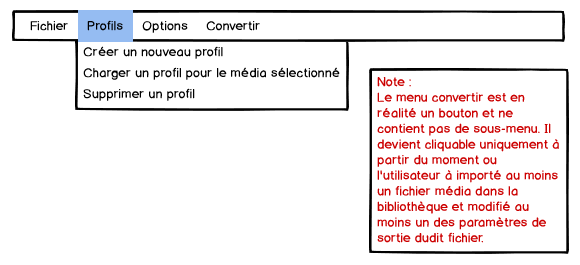 Fichier Profils Options Convertir
Créer un nouveau profil
Charger un profil pour le média sélectionné
Supprimer un profil
Note :
Le menu convertir est en
réalité un bouton et ne
contient pas de sous-menu. Il
devient cliquable uniquement à
partir du moment ou
l'utilisateur à importé au moins
un fichier média dans la
bibliothèque et modifié au
moins un des paramètres de
sortie dudit fichier.